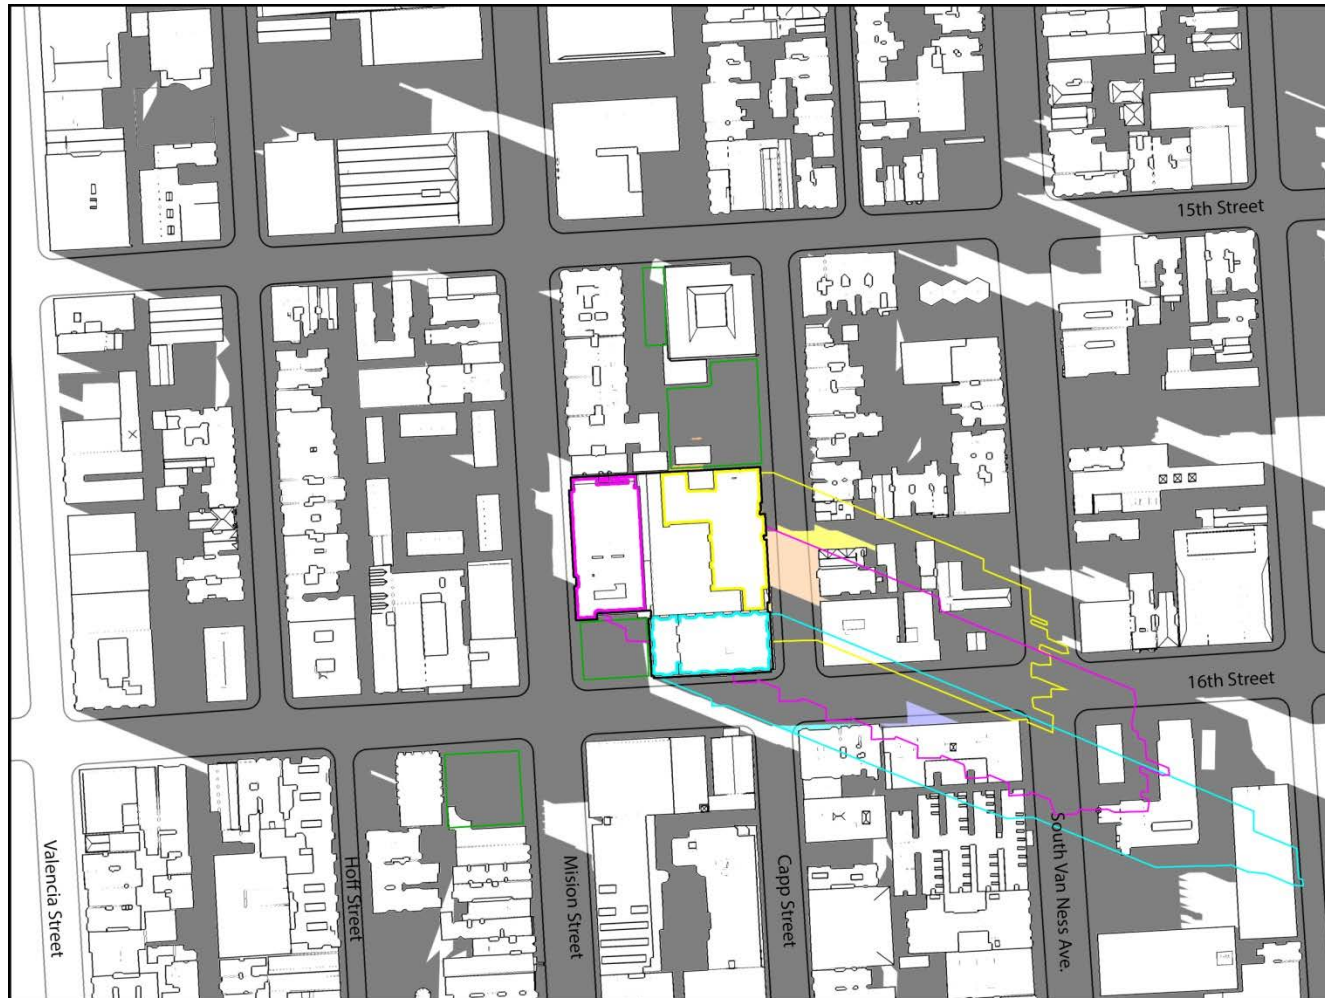 15th Street
16th Street
Valencia Street
Hoff Street
Mision Street
Capp Street
South Van Ness Ave.